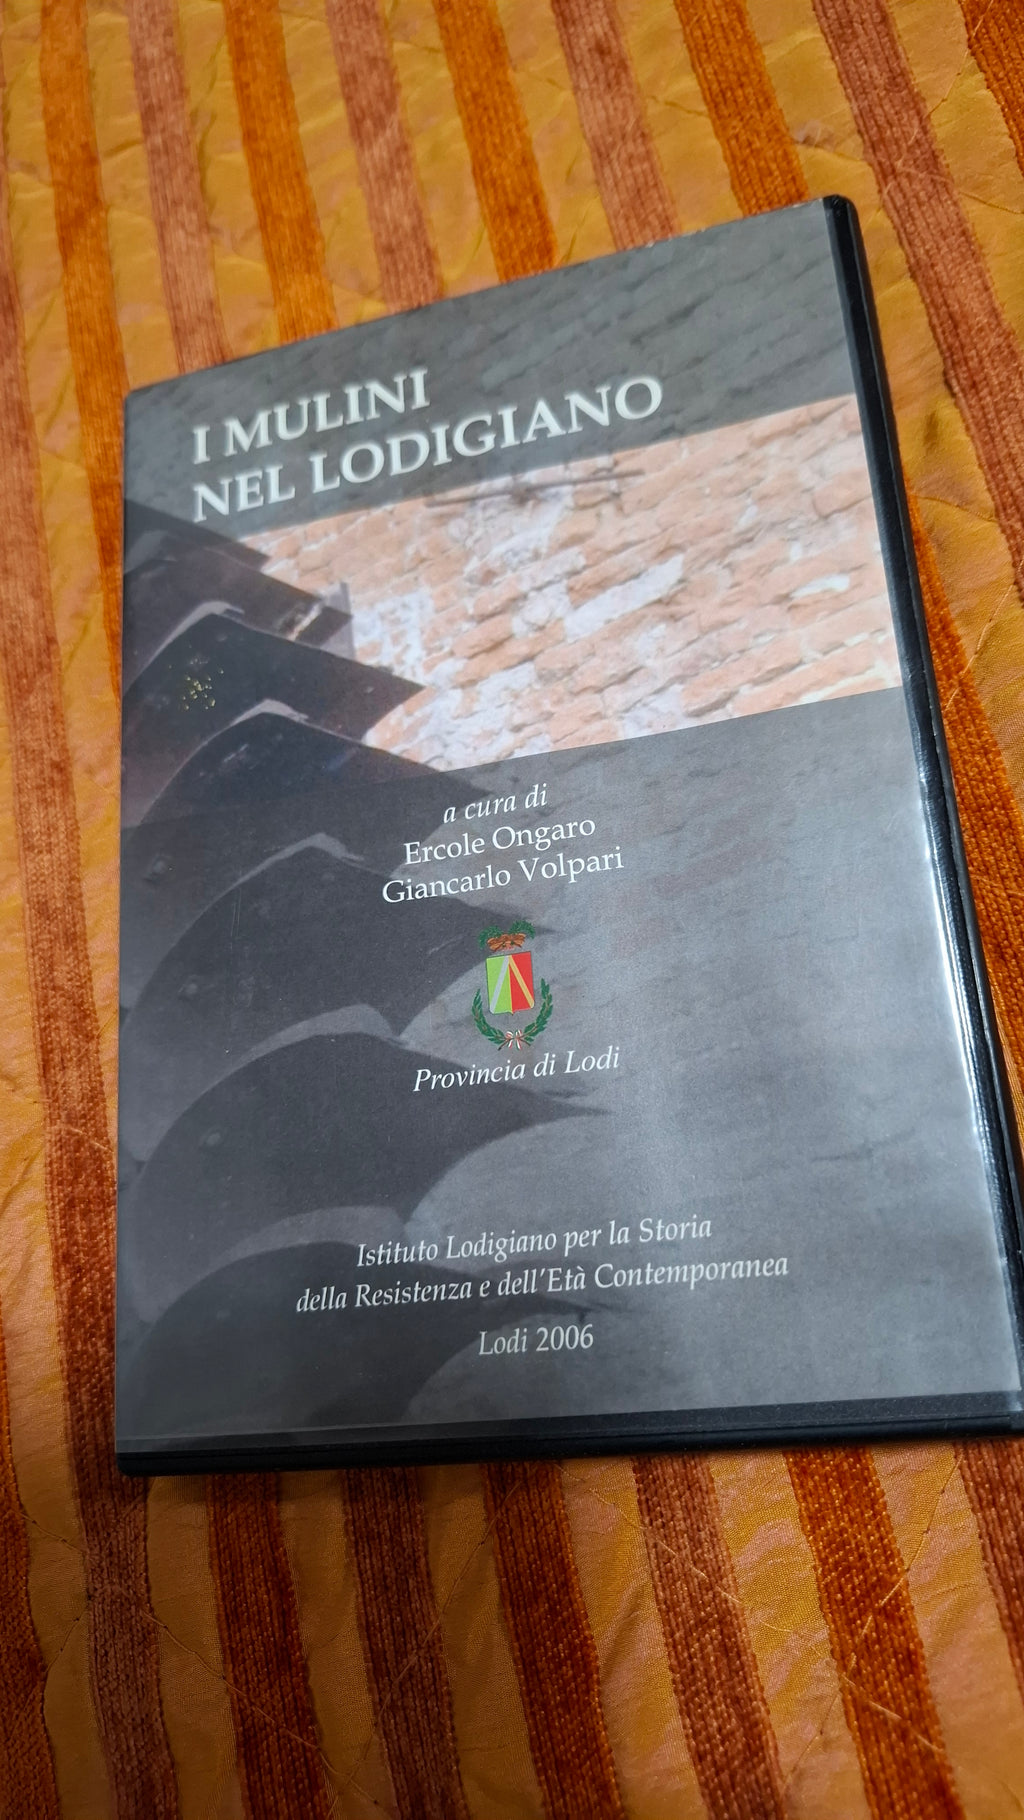 I MULINI
NEL LODIGIANO
a cura di
Ercole Ongaro
Giancarlo Volpari
Provincia di Lodi
Istituto Lodigiano per la Storia
della Resistenza e dell'Età Contemporanea
Lodi 2006